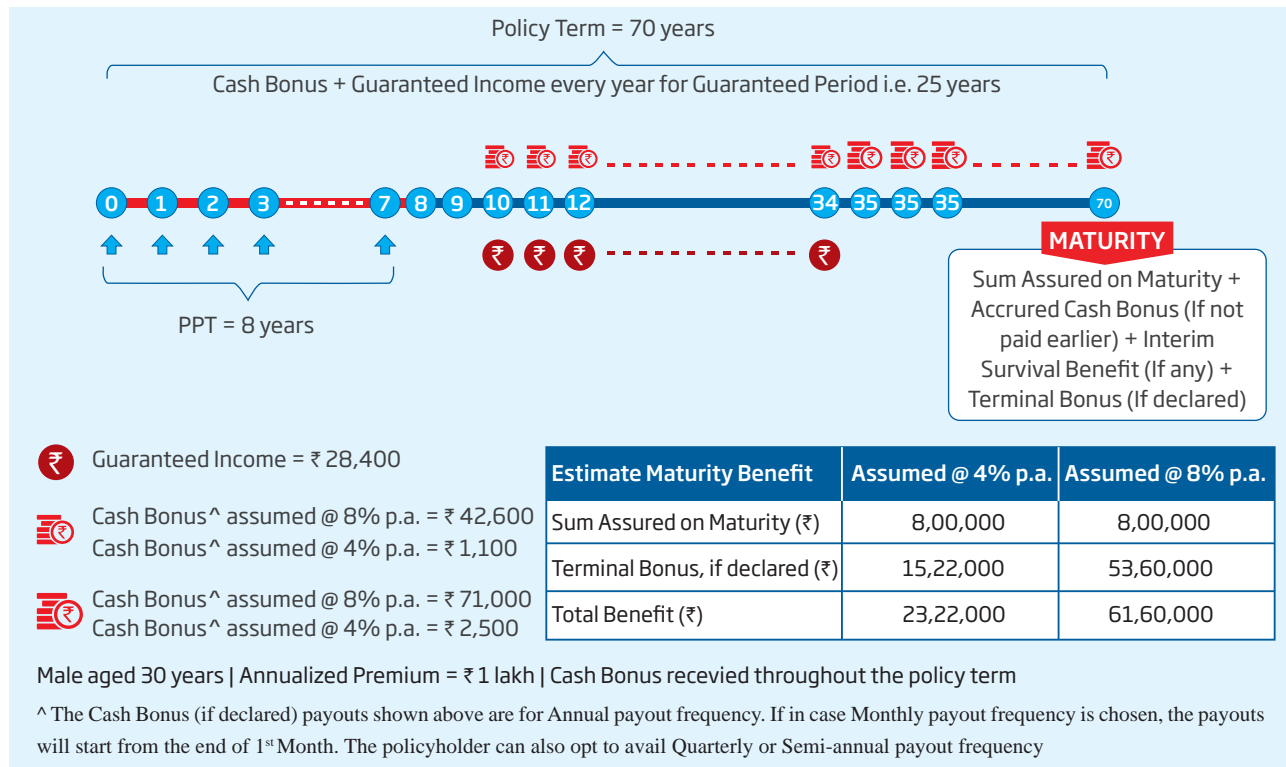 Policy Term = 70 years
Cash Bonus + Guaranteed Income every year for Guaranteed Period i.e. 25 years
0 1 2 3 7 8 9 10 11 12 34 35 35 35 70
PPT = 8 years
MATURITY
Sum Assured on Maturity +
Accrured Cash Bonus (If not
paid earlier) + Interim
Survival Benefit (If any) +
Terminal Bonus (If declared)
₹ Guaranteed Income = ₹ 28,400
Cash Bonus^ assumed @ 8% p.a. = ₹ 42,600
Cash Bonus^ assumed @ 4% p.a. = ₹ 1,100
Cash Bonus^ assumed @ 8% p.a. = ₹ 71,000
Cash Bonus^ assumed @ 4% p.a. = ₹ 2,500
Estimate Maturity Benefit Assumed @ 4% p.a. Assumed @ 8% p.a.
Sum Assured on Maturity (₹) 8,00,000 8,00,000
Terminal Bonus, if declared (₹) 15,22,000 53,60,000
Total Benefit (₹) 23,22,000 61,60,000
Male aged 30 years | Annualized Premium = ₹ 1 lakh | Cash Bonus recevied throughout the policy term
^ The Cash Bonus (if declared) payouts shown above are for Annual payout frequency. If in case Monthly payout frequency is chosen, the payouts
will start from the end of 1st Month. The policyholder can also opt to avail Quarterly or Semi-annual payout frequency